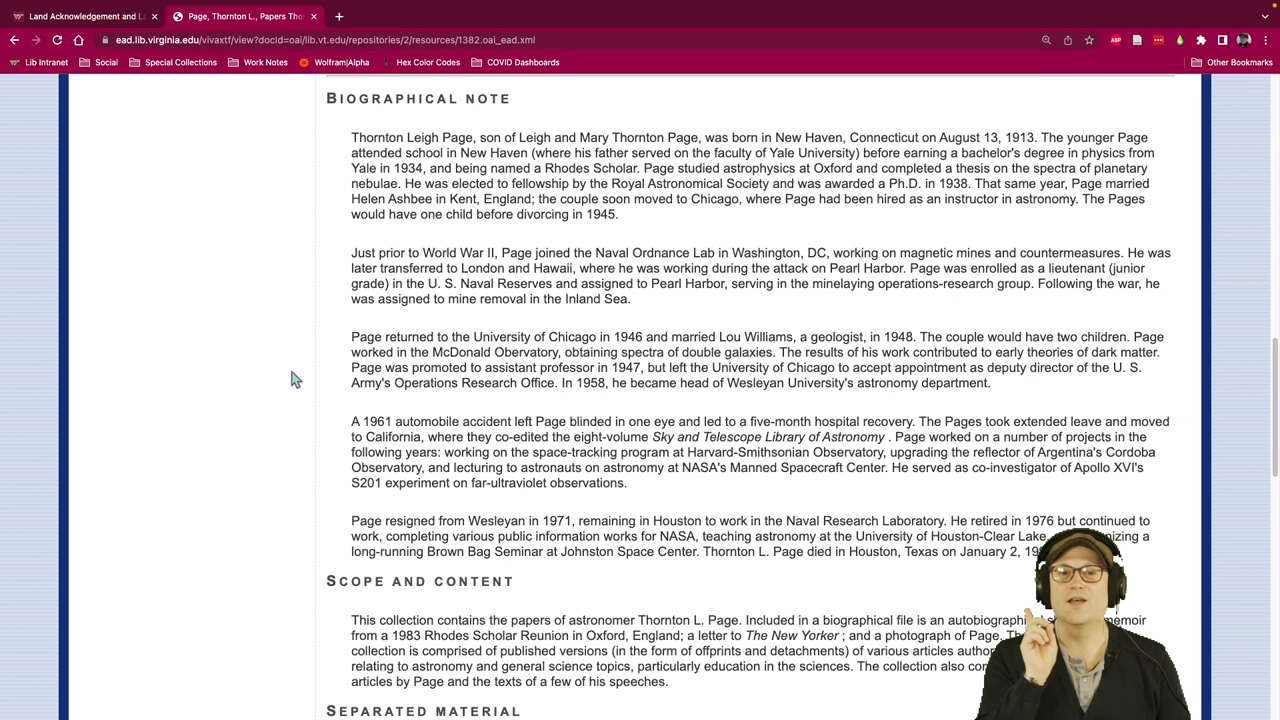 Land Acknowledgement and La
Page, Thornton L., Papers Tho
ead.lib.virginia.edu/vivaxtf/view?docId=oai/lib.vt.edu/repositories/2/resources/1382.oai_ead.xml
ABP
Lib Intranet Social Special Collections Work Notes Wolfram|Alpha Hex Color Codes COVID Dashboards Other Bookmarks
BIOGRAPHICAL NOTE
Thornton Leigh Page, son of Leigh and Mary Thornton Page, was born in New Haven, Connecticut on August 13, 1913. The younger Page
attended school in New Haven (where his father served on the faculty of Yale University) before earning a bachelor's degree in physics from
Yale in 1934, and being named a Rhodes Scholar. Page studied astrophysics at Oxford and completed a thesis on the spectra of planetary
nebulae. He was elected to fellowship by the Royal Astronomical Society and was awarded a Ph.D. in 1938. That same year, Page married
Helen Ashbee in Kent, England; the couple soon moved to Chicago, where Page had been hired as an instructor in astronomy. The Pages
would have one child before divorcing in 1945.
Just prior to World War II, Page joined the Naval Ordnance Lab in Washington, DC, working on magnetic mines and countermeasures. He was
later transferred to London and Hawaii, where he was working during the attack on Pearl Harbor. Page was enrolled as a lieutenant (junior
grade) in the U. S. Naval Reserves and assigned to Pearl Harbor, serving in the minelaying operations-research group. Following the war, he
was assigned to mine removal in the Inland Sea.
Page returned to the University of Chicago in 1946 and married Lou Williams, a geologist, in 1948. The couple would have two children. Page
worked in the McDonald Obervatory, obtaining spectra of double galaxies. The results of his work contributed to early theories of dark matter.
Page was promoted to assistant professor in 1947, but left the University of Chicago to accept appointment as deputy director of the U. S.
Army's Operations Research Office. In 1958, he became head of Wesleyan University's astronomy department.
A 1961 automobile accident left Page blinded in one eye and led to a five-month hospital recovery. The Pages took extended leave and moved
to California, where they co-edited the eight-volume Sky and Telescope Library of Astronomy . Page worked on a number of projects in the
following years: working on the space-tracking program at Harvard-Smithsonian Observatory, upgrading the reflector of Argentina's Cordoba
Observatory, and lecturing to astronauts on astronomy at NASA's Manned Spacecraft Center. He served as co-investigator of Apollo XVI's
S201 experiment on far-ultraviolet observations.
Page resigned from Wesleyan in 1971, remaining in Houston to work in the Naval Research Laboratory. He retired in 1976 but continued to
work, completing various public information works for NASA, teaching astronomy at the University of Houston-Clear Lake, a
long-running Brown Bag Seminar at Johnston Space Center. Thornton L. Page died in Houston, Texas on January 2,
SCOPE AND CONTENT
This collection contains the papers of astronomer Thornton L. Page. Included in a biographical file is an memoir
from a 1983 Rhodes Scholar Reunion in Oxford, England; a letter to The New Yorker ; and a photograph of Page.
collection is comprised of published versions (in the form of offprints and detachments) of various articles
relating to astronomy and general science topics, particularly education in the sciences. The collection also
articles by Page and the texts of a few of his speeches.
SEPARATED MATERIAL